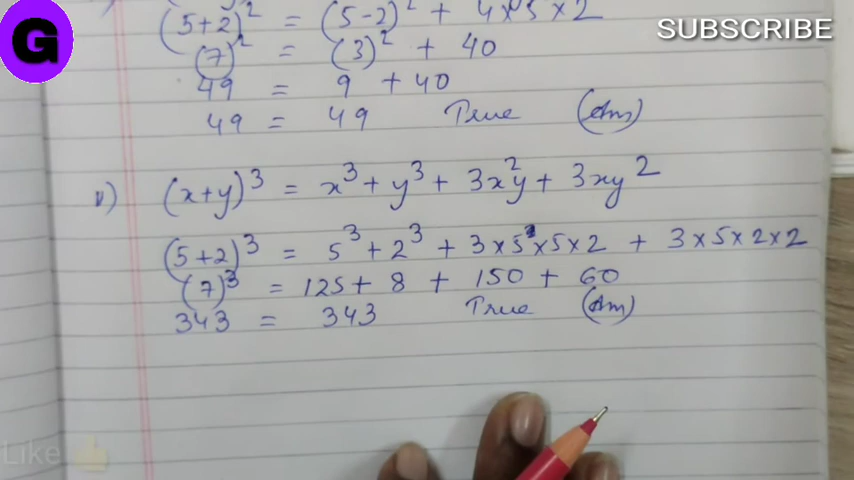 G
SUBSCRIBE
(5+2)² = (5-2)² + 4×5×2
(7)² = (3)² + 40
49 = 9 + 40
49 = 49 True (Ans)
v) (x+y)³ = x³ + y³ + 3x²y + 3xy²
(5+2)³ = 5³ + 2³ + 3×5×5×2 + 3×5×2×2
(7)³ = 125 + 8 + 150 + 60
343 = 343 True (Ans)
Like